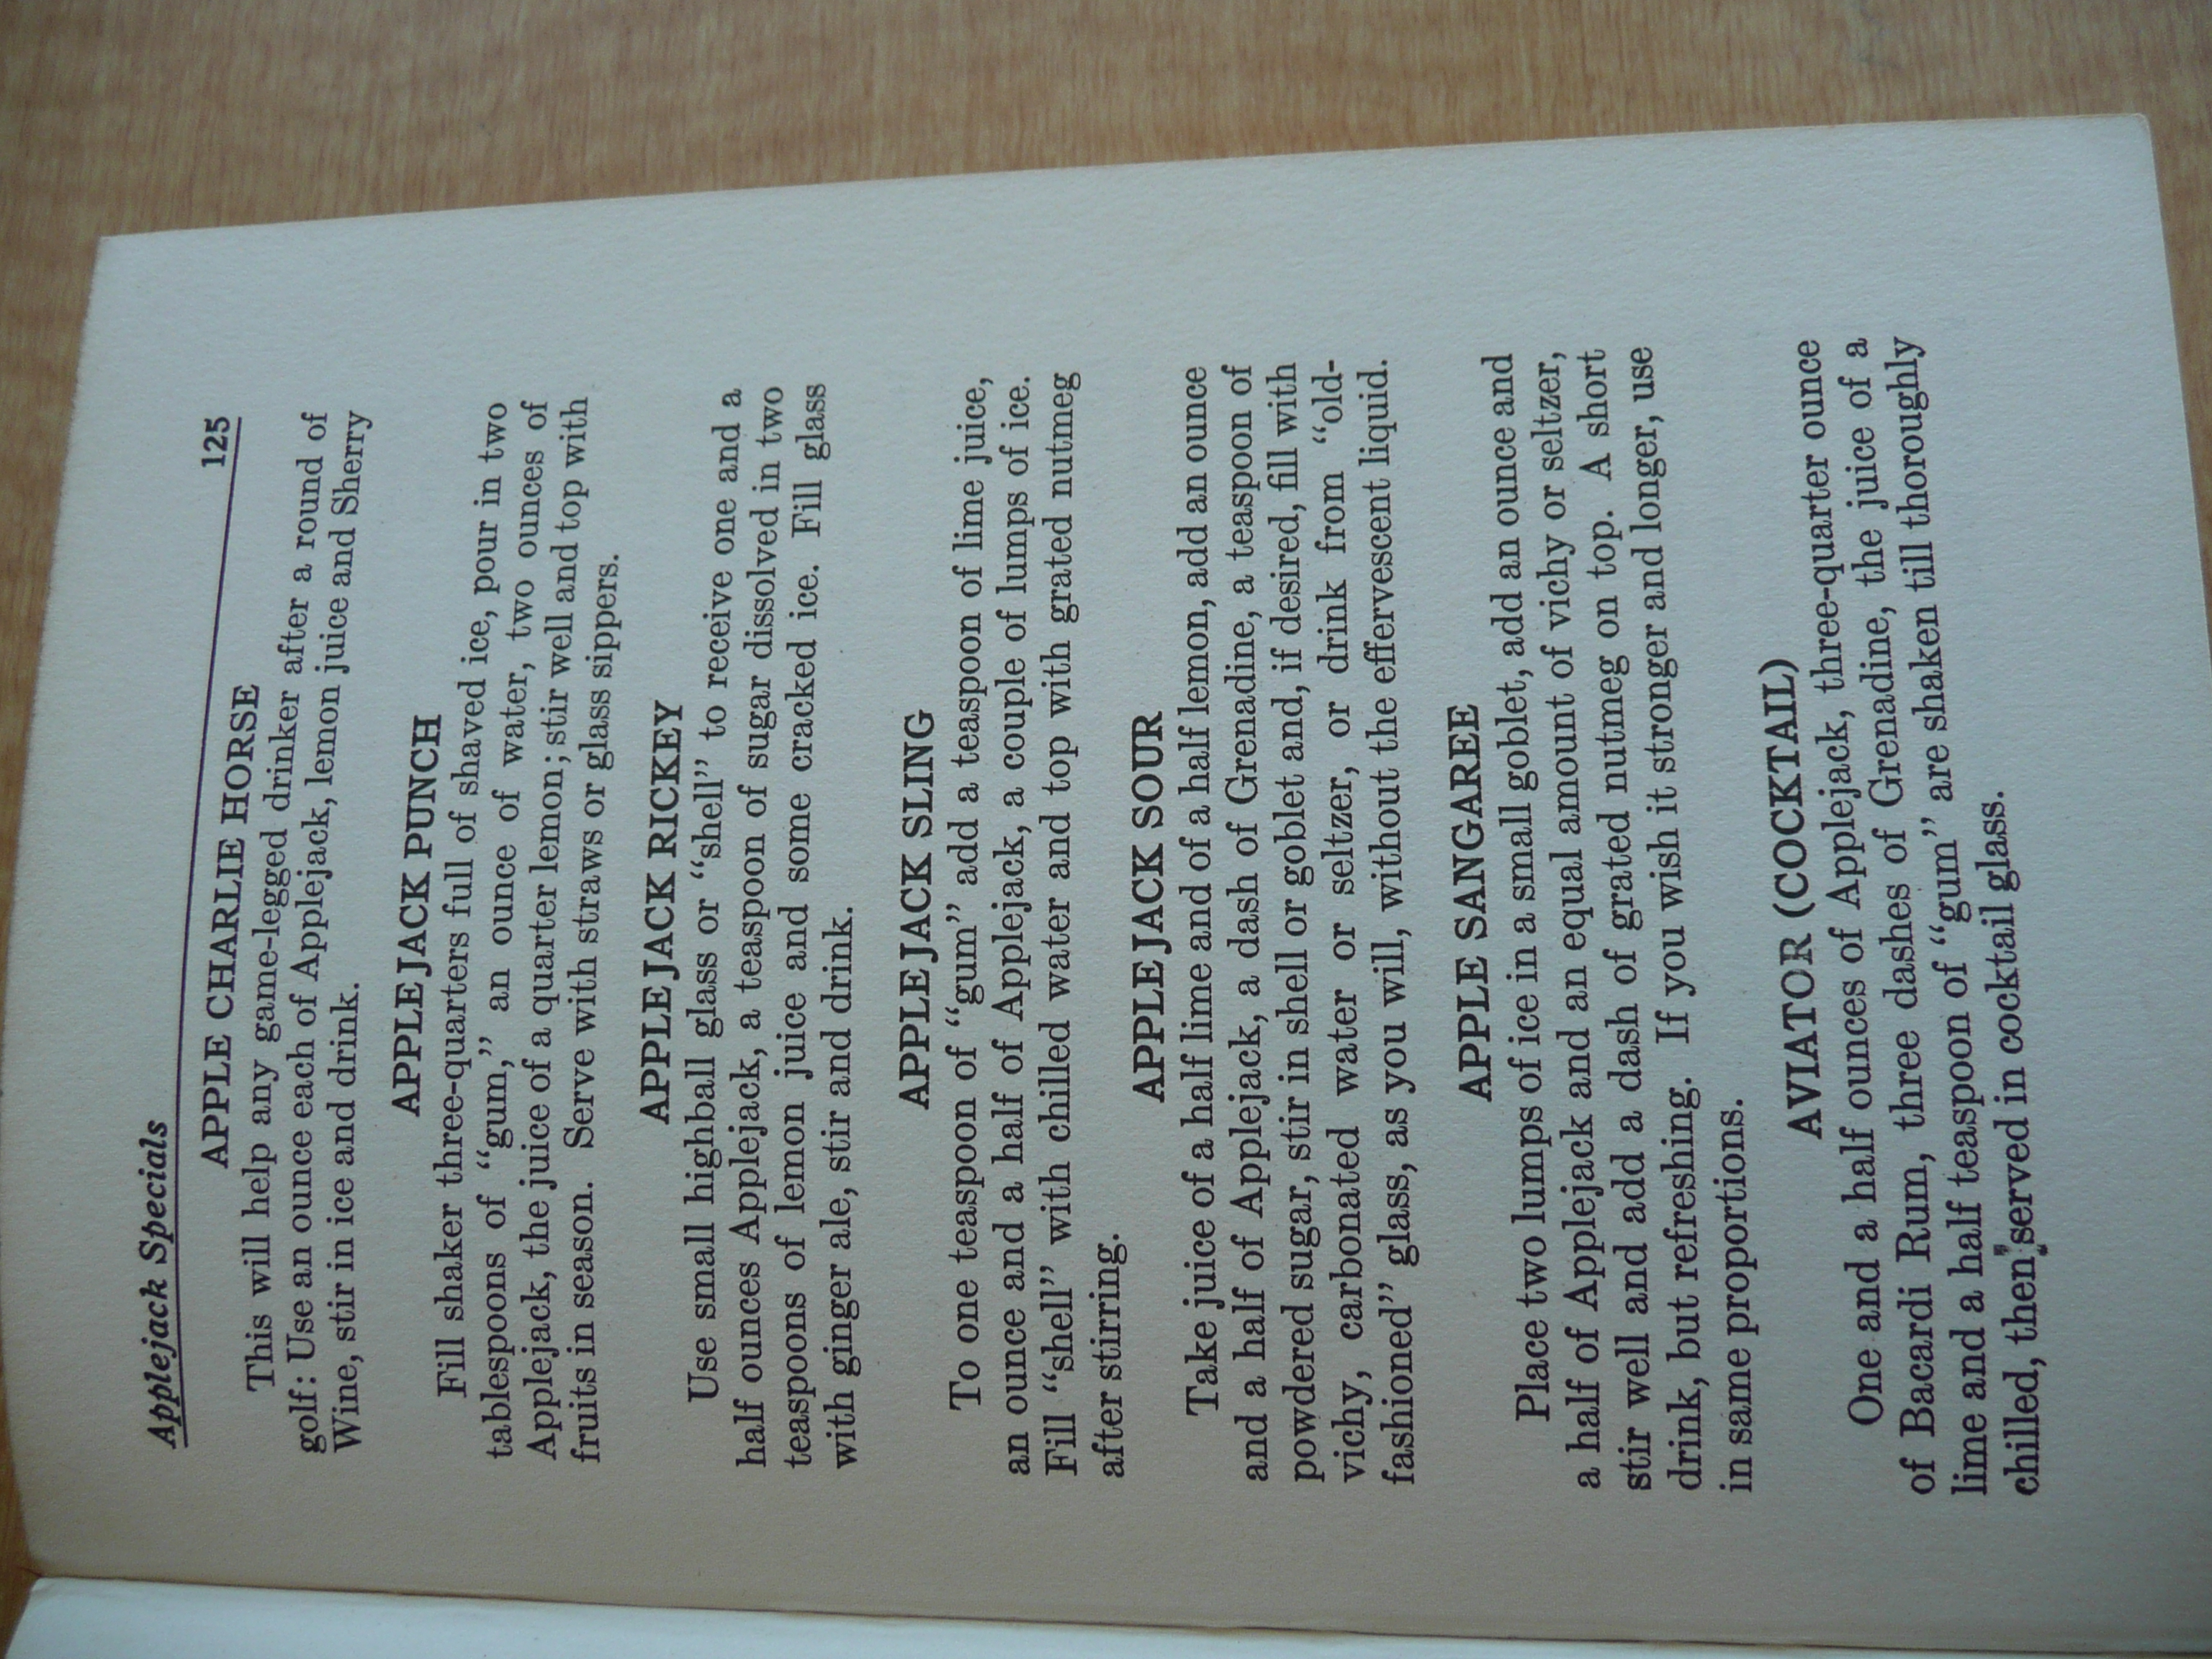 Applejack Specials 125
APPLE CHARLIE HORSE
This will help any game-legged drinker after a round of
golf: Use an ounce each of Applejack, lemon juice and Sherry
Wine, stir in ice and drink.
APPLEJACK PUNCH
Fill shaker three-quarters full of shaved ice, pour in two
tablespoons of “gum,” an ounce of water, two ounces of
Applejack, the juice of a quarter lemon; stir well and top with
fruits in season. Serve with straws or glass sippers.
APPLEJACK RICKEY
Use small highball glass or “shell” to receive one and a
half ounces Applejack, a teaspoon of sugar dissolved in two
teaspoons of lemon juice and some cracked ice. Fill glass
with ginger ale, stir and drink.
APPLEJACK SLING
To one teaspoon of “gum” add a teaspoon of lime juice,
an ounce and a half of Applejack, a couple of lumps of ice.
Fill “shell” with chilled water and top with grated nutmeg
after stirring.
APPLEJACK SOUR
Take juice of a half lime and of a half lemon, add an ounce
and a half of Applejack, a dash of Grenadine, a teaspoon of
powdered sugar, stir in shell or goblet and, if desired, fill with
vichy, carbonated water or seltzer, or drink from “old-
fashioned” glass, as you will, without the effervescent liquid.
APPLE SANGAREE
Place two lumps of ice in a small goblet, add an ounce and
a half of Applejack and an equal amount of vichy or seltzer,
stir well and add a dash of grated nutmeg on top. A short
drink, but refreshing. If you wish it stronger and longer, use
in same proportions.
AVIATOR (COCKTAIL)
One and a half ounces of Applejack, three-quarter ounce
of Bacardi Rum, three dashes of Grenadine, the juice of a
lime and a half teaspoon of “gum” are shaken till thoroughly
chilled, then served in cocktail glass.